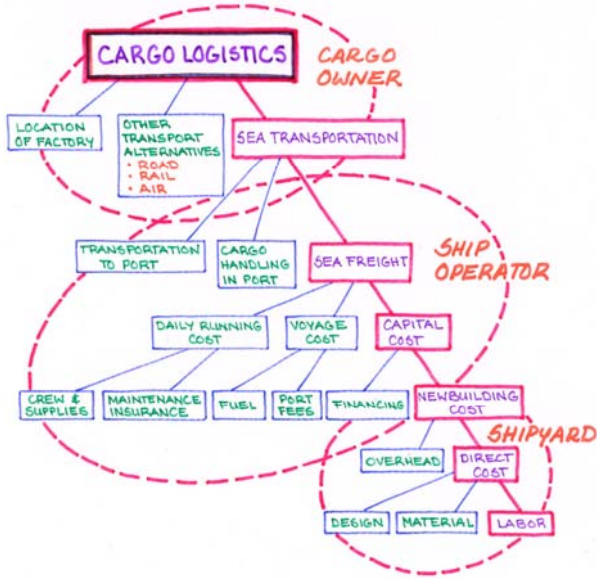 CARGO LOGISTICS
CARGO
OWNER
LOCATION
OF FACTORY
OTHER
TRANSPORT
ALTERNATIVES
• ROAD
• RAIL
• AIR
SEA TRANSPORTATION
TRANSPORTATION
TO PORT
CARGO
HANDLING
IN PORT
SEA FREIGHT
SHIP
OPERATOR
DAILY RUNNING
COST
VOYAGE
COST
CAPITAL
COST
CREW &
SUPPLIES
MAINTENANCE
INSURANCE
FUEL
PORT
FEES
FINANCING
NEWBUILDING
COST
SHIPYARD
OVERHEAD
DIRECT
COST
DESIGN
MATERIAL
LABOR